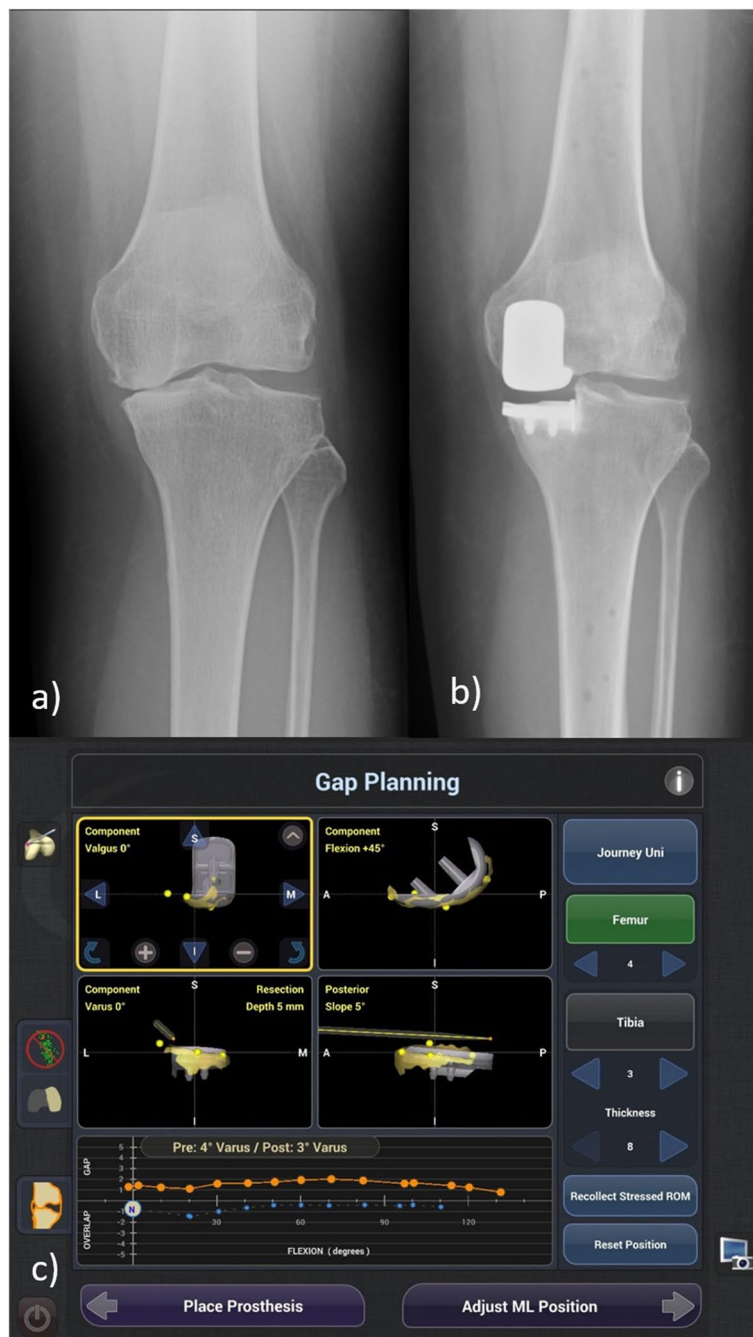 a)
b)
Gap Planning
i
Component
Valgus 0°
S
L
M
I
Component
Flexion +45°
S
A
P
I
Journey Uni
Femur
4
Component
Varus 0°
Resection
Depth 5 mm
S
L
M
I
Posterior
Slope 5°
S
A
P
I
Tibia
3
Thickness
8
Pre: 4° Varus / Post: 3° Varus
GAP
OVERLAP
5
4
3
2
1
-1
-2
-3
-4
-5
N
30
60
90
120
FLEXION ( degrees )
Recollect Stressed ROM
Reset Position
c)
Place Prosthesis
Adjust ML Position